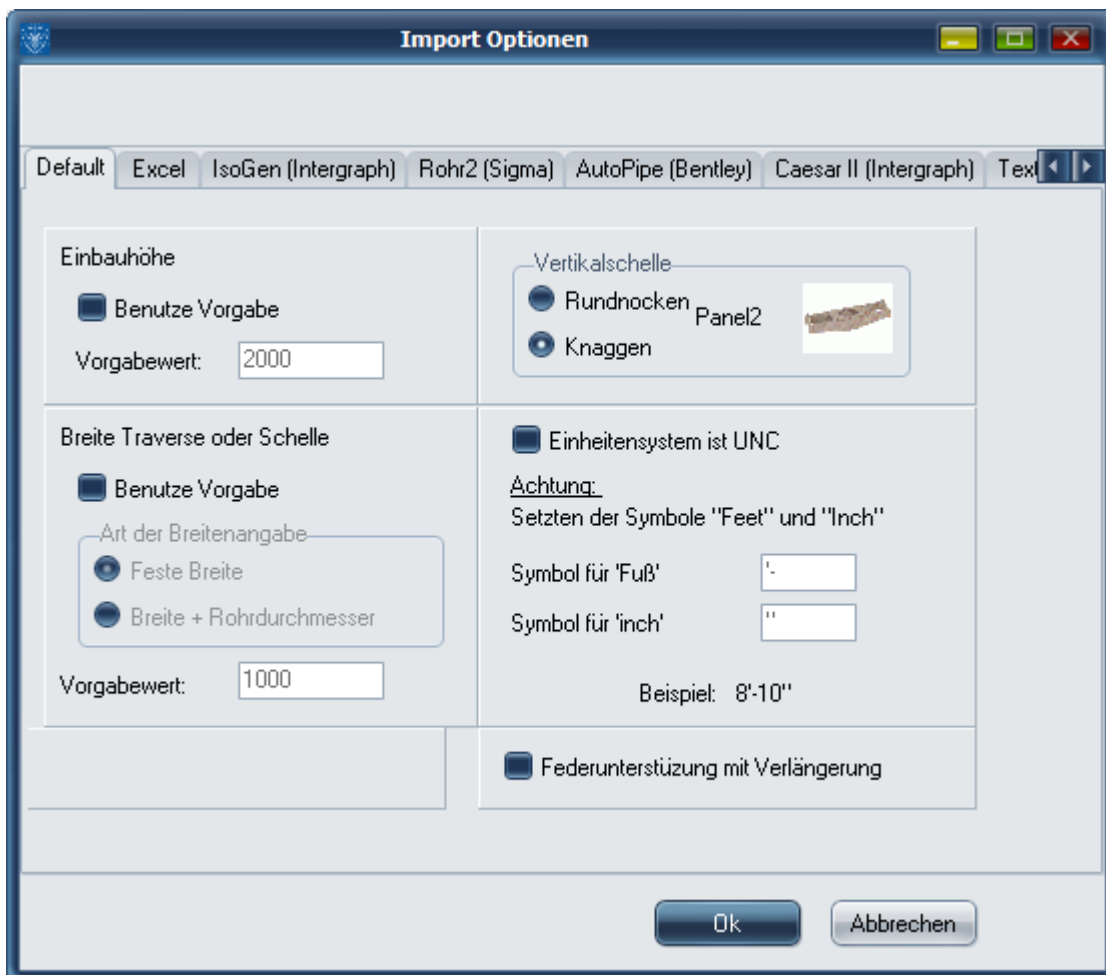 Import Optionen
Default Excel IsoGen (Intergraph) Rohr2 (Sigma) AutoPipe (Bentley) Caesar II (Intergraph)
Einbauhöhe
Benutze Vorgabe
Vorgabewert: 2000
Vertikalschelle
Rundnocken
Panel2
Knaggen
Breite Traverse oder Schelle
Benutze Vorgabe
Art der Breitenangabe
Feste Breite
Breite + Rohrdurchmesser
Vorgabewert: 1000
Einheitensystem ist UNC
Achtung:
Setzten der Symbole "Feet" und "Inch"
Symbol für 'Fuß' '-
Symbol für 'inch' "
Beispiel: 8'-10"
Federunterstüzung mit Verlängerung
Ok Abbrechen